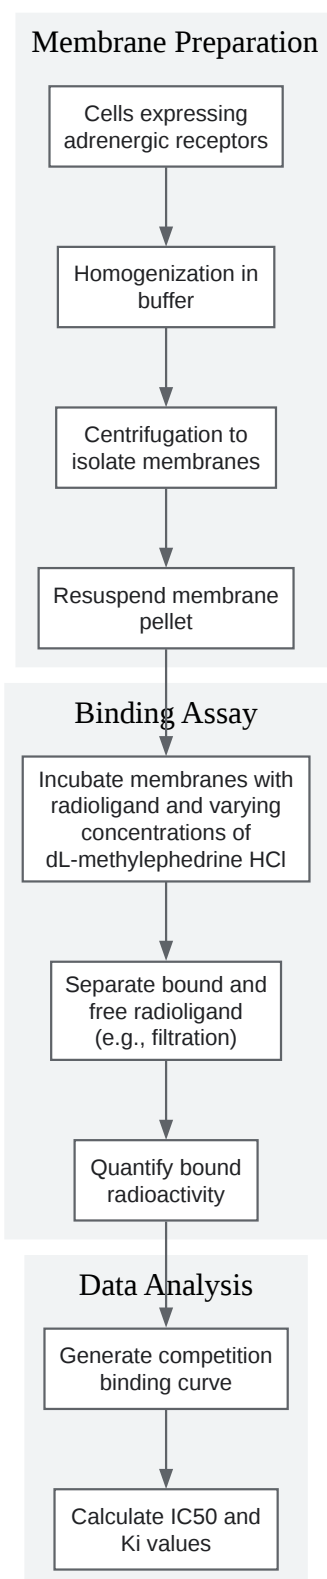 Membrane Preparation
Cells expressing
adrenergic receptors
Homogenization in
buffer
Centrifugation to
isolate membranes
Resuspend membrane
pellet
Binding Assay
Incubate membranes with
radioligand and varying
concentrations of
dL-methylephedrine HCl
Separate bound and
free radioligand
(e.g., filtration)
Quantify bound
radioactivity
Data Analysis
Generate competition
binding curve
Calculate IC50 and
Ki values